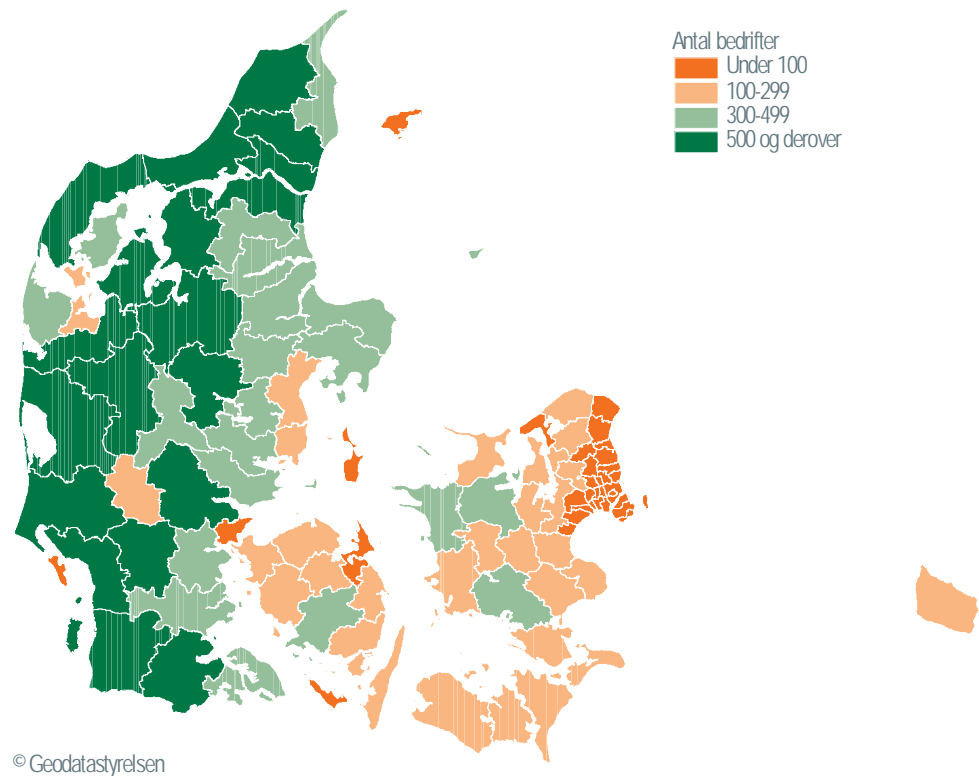 Antal bedrifter
Under 100
100-299
300-499
500 og derover
© Geodatastyrelsen